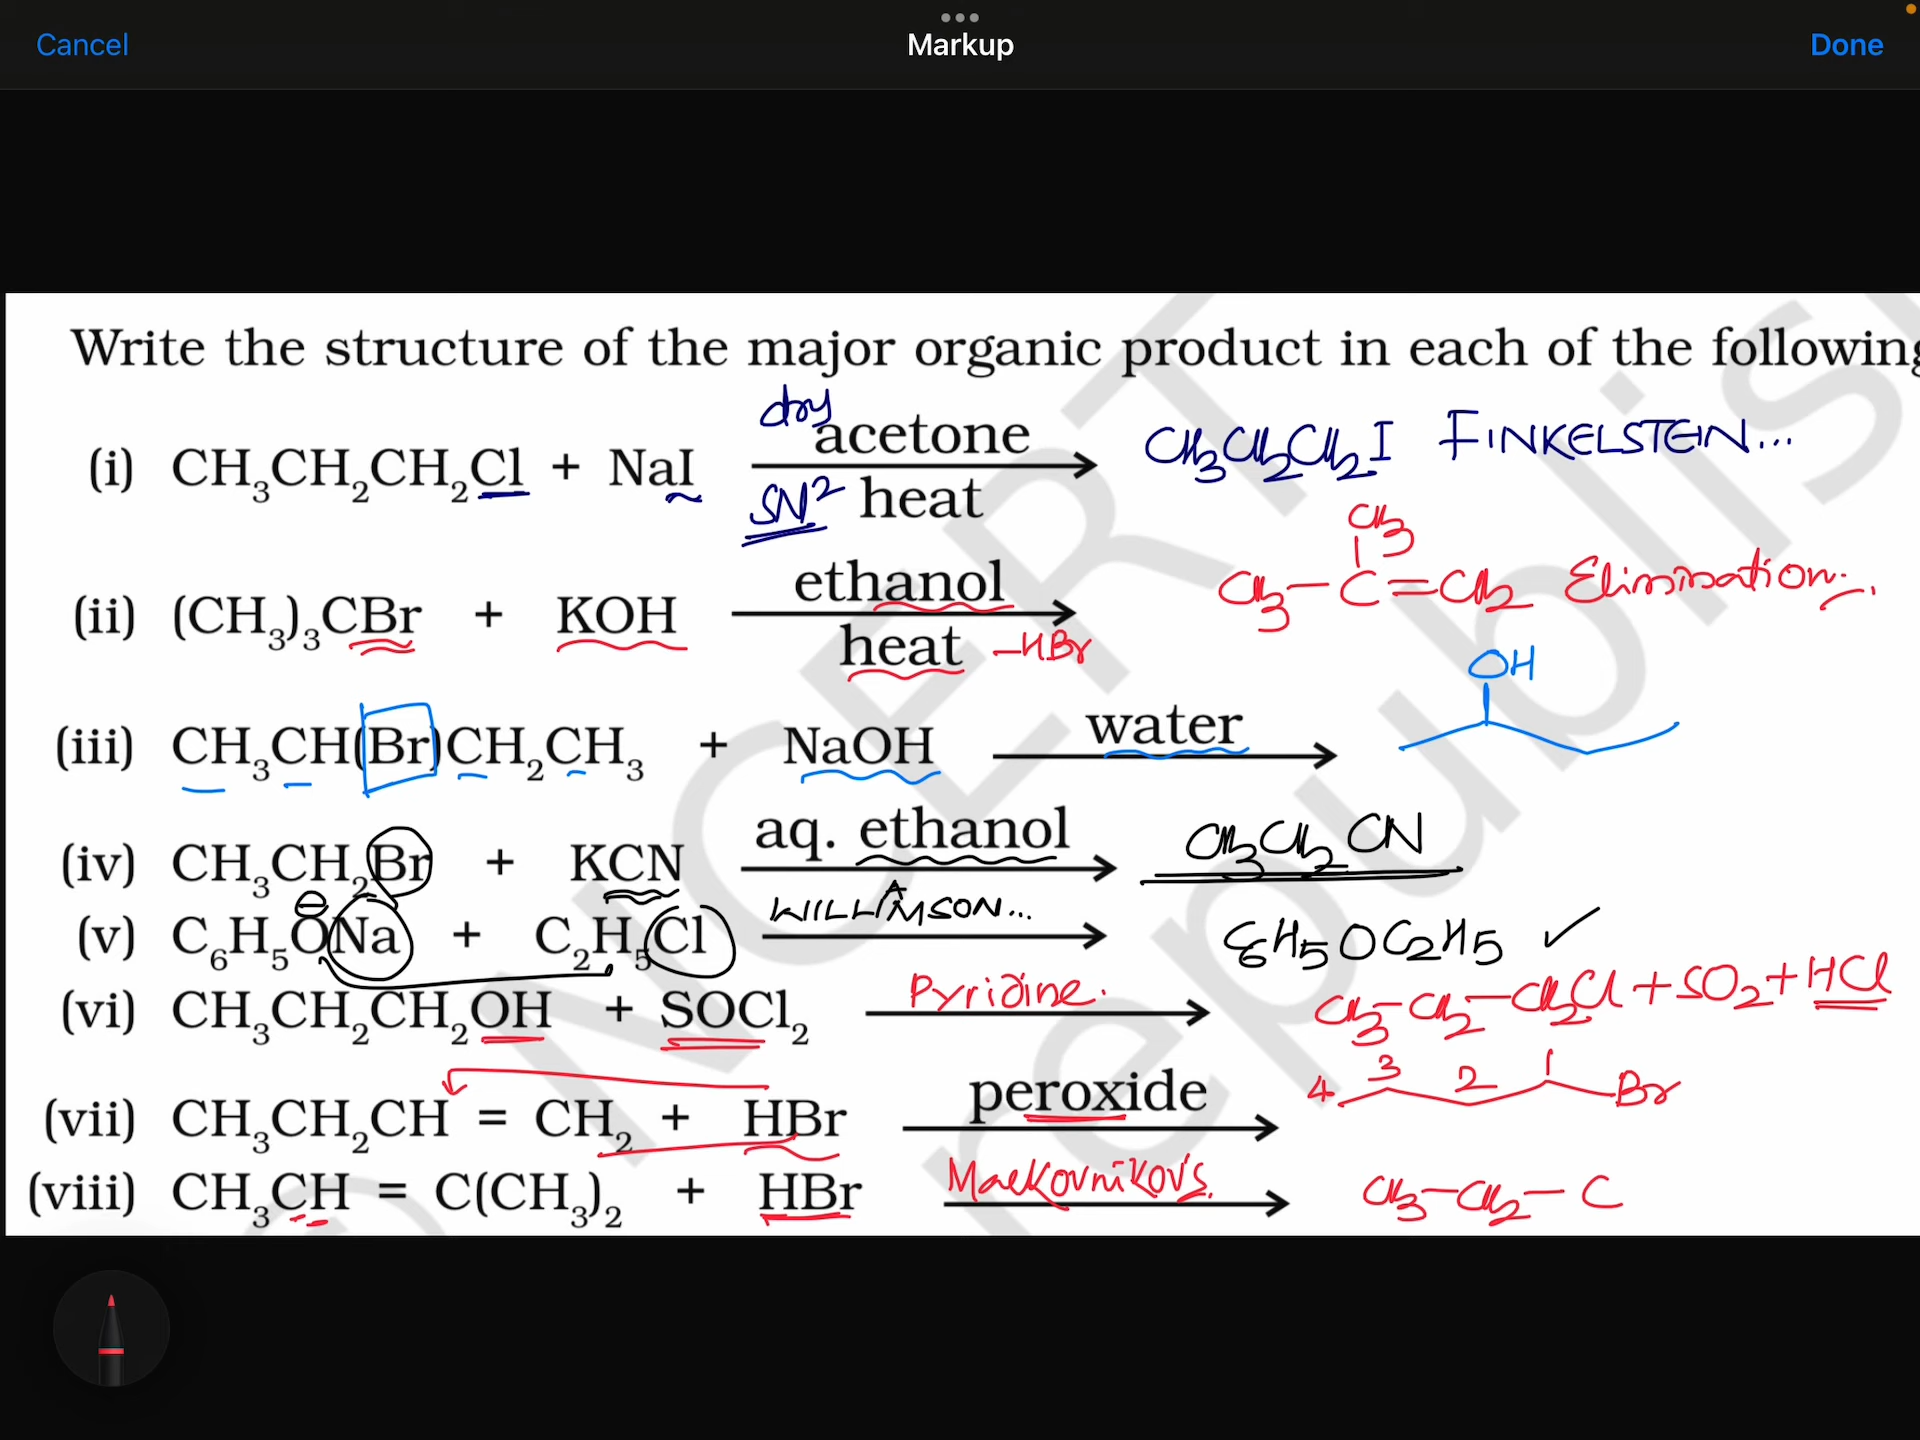 Cancel
Markup
Done
Write the structure of the major organic product in each of the following
(i) CH₃CH₂CH₂Cl + NaI dry acetone SN² heat CH₃CH₂CH₂I FINKELSTEIN...
(ii) (CH₃)₃CBr + KOH ethanol heat –HBr CH₃–C(CH₃)=CH₂ Elimination...
(iii) CH₃CH(Br)CH₂CH₃ + NaOH water OH
(iv) CH₃CH₂Br + KCN aq. ethanol CH₃CH₂CN
(v) C₆H₅ONa + C₂H₅Cl WILLIAMSON... C₆H₅OC₂H₅ ✓
(vi) CH₃CH₂CH₂OH + SOCl₂ Pyridine. CH₃–CH₂–CH₂Cl + SO₂ + HCl
(vii) CH₃CH₂CH = CH₂ + HBr peroxide 4 3 2 1 Br
(viii) CH₃CH = C(CH₃)₂ + HBr Markovnikov's. CH₃–CH₂–C
© NCERT
republis